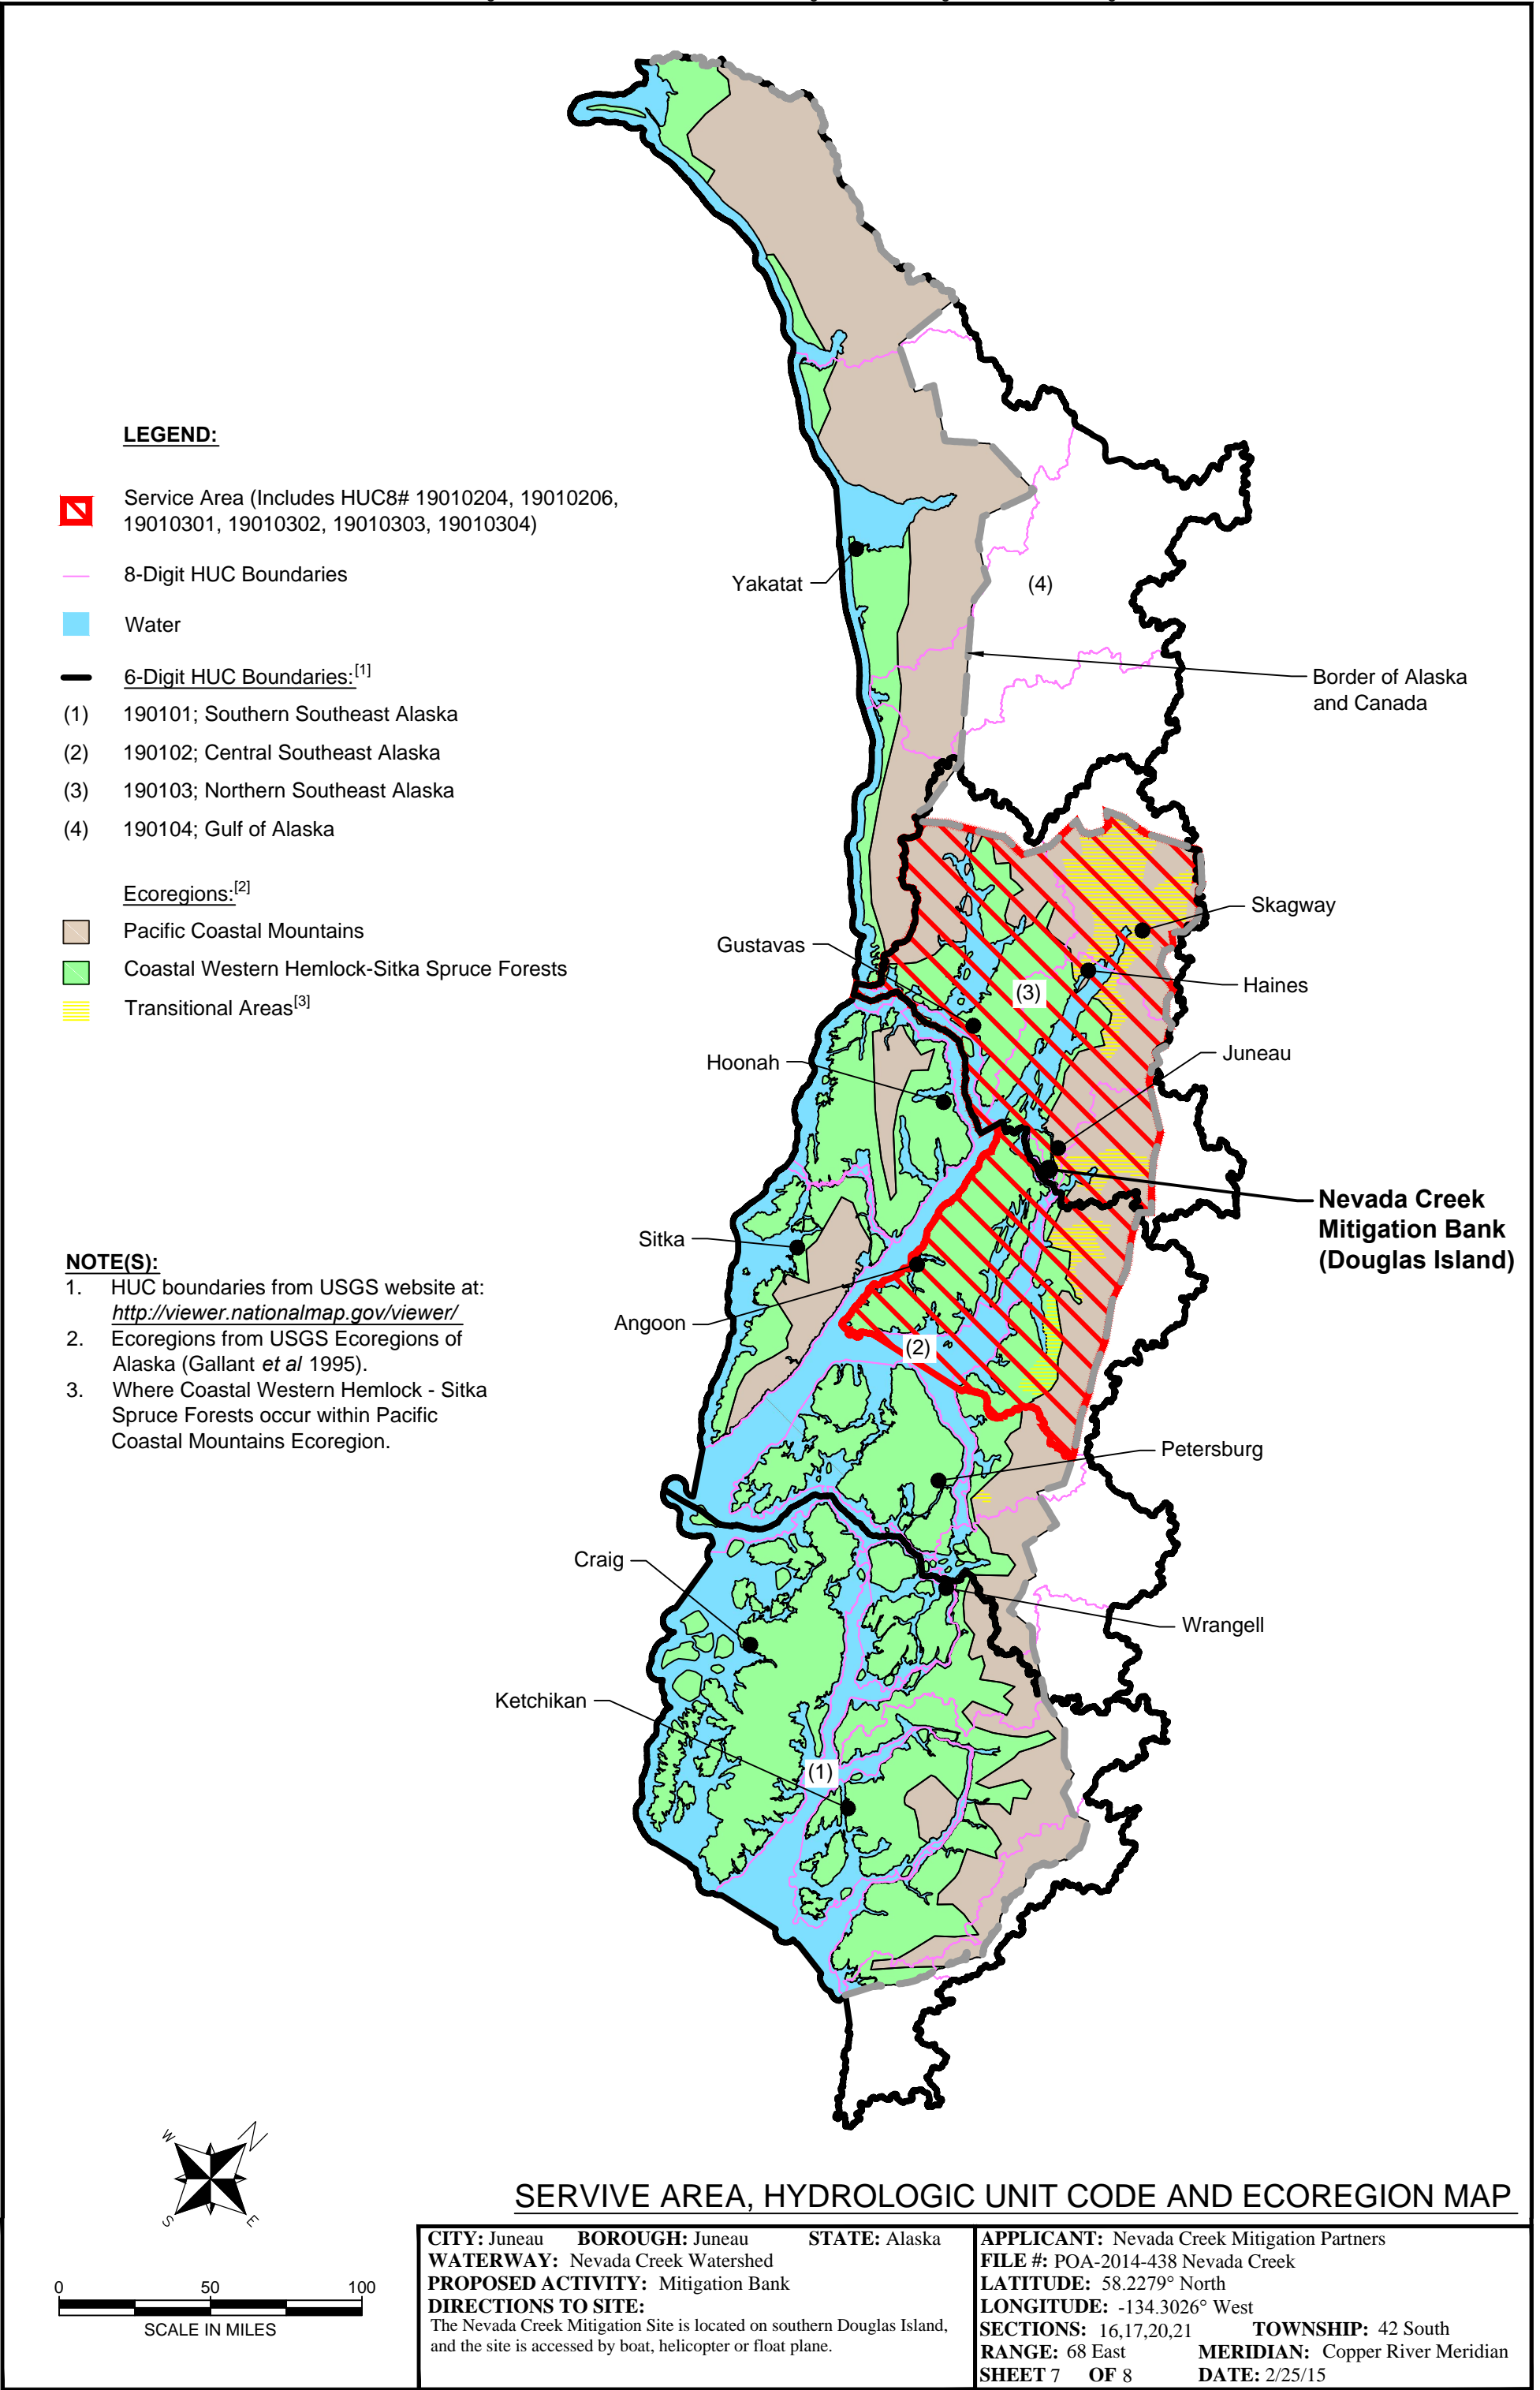 LEGEND:
Service Area (Includes HUC8# 19010204, 19010206,
19010301, 19010302, 19010303, 19010304)
8-Digit HUC Boundaries
Water
6-Digit HUC Boundaries:[1]
(1) 190101; Southern Southeast Alaska
(2) 190102; Central Southeast Alaska
(3) 190103; Northern Southeast Alaska
(4) 190104; Gulf of Alaska
Ecoregions:[2]
Pacific Coastal Mountains
Coastal Western Hemlock-Sitka Spruce Forests
Transitional Areas[3]
NOTE(S):
1. HUC boundaries from USGS website at:
http://viewer.nationalmap.gov/viewer/
2. Ecoregions from USGS Ecoregions of
Alaska (Gallant et al 1995).
3. Where Coastal Western Hemlock - Sitka
Spruce Forests occur within Pacific
Coastal Mountains Ecoregion.
Yakatat
(4)
Border of Alaska
and Canada
Skagway
Gustavas
Haines
(3)
Juneau
Hoonah
Nevada Creek
Mitigation Bank
(Douglas Island)
Sitka
Angoon
(2)
Petersburg
Craig
Wrangell
Ketchikan
(1)
W
N
S
E
0 50 100
SCALE IN MILES
SERVIVE AREA, HYDROLOGIC UNIT CODE AND ECOREGION MAP
CITY: Juneau BOROUGH: Juneau STATE: Alaska
WATERWAY: Nevada Creek Watershed
PROPOSED ACTIVITY: Mitigation Bank
DIRECTIONS TO SITE:
The Nevada Creek Mitigation Site is located on southern Douglas Island,
and the site is accessed by boat, helicopter or float plane.
APPLICANT: Nevada Creek Mitigation Partners
FILE #: POA-2014-438 Nevada Creek
LATITUDE: 58.2279° North
LONGITUDE: -134.3026° West
SECTIONS: 16,17,20,21 TOWNSHIP: 42 South
RANGE: 68 East MERIDIAN: Copper River Meridian
SHEET 7 OF 8 DATE: 2/25/15